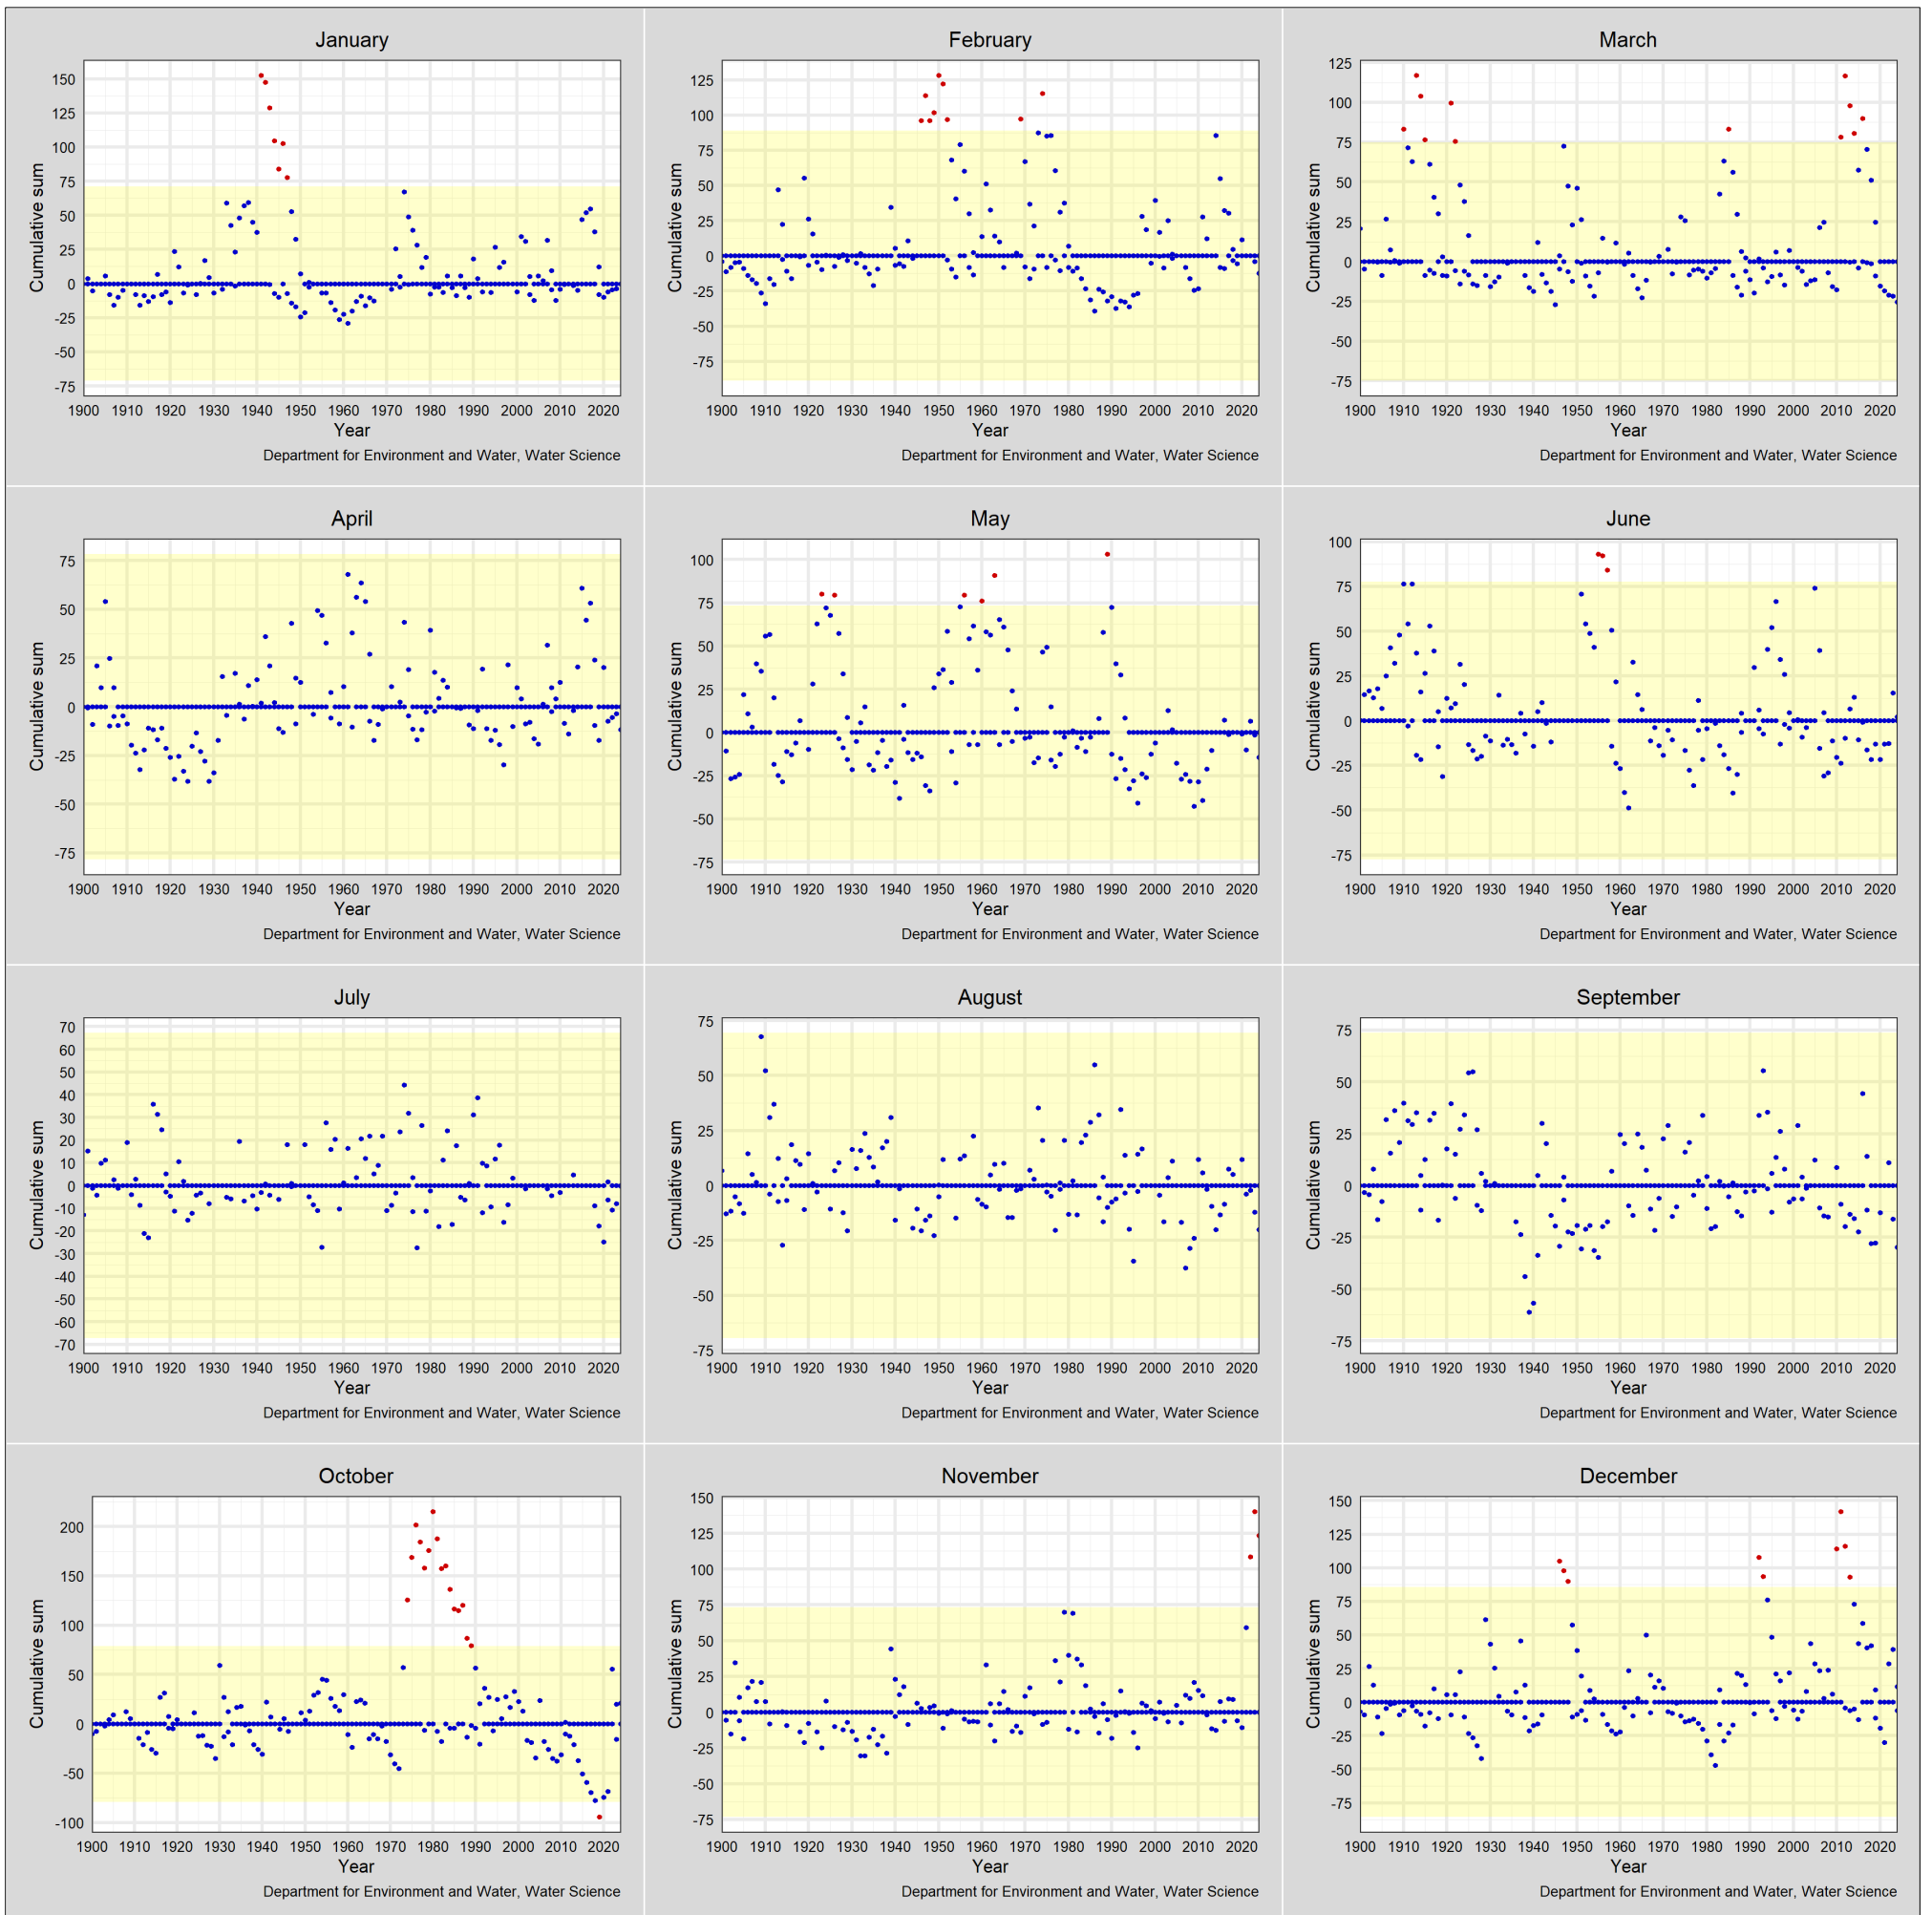 January
150
125
100
75
50
25
0
-25
-50
-75
Cumulative sum
1900 1910 1920 1930 1940 1950 1960 1970 1980 1990 2000 2010 2020
Year
Department for Environment and Water, Water Science
February
125
100
75
50
25
0
-25
-50
-75
Cumulative sum
1900 1910 1920 1930 1940 1950 1960 1970 1980 1990 2000 2010 2020
Year
Department for Environment and Water, Water Science
March
125
100
75
50
25
0
-25
-50
-75
Cumulative sum
1900 1910 1920 1930 1940 1950 1960 1970 1980 1990 2000 2010 2020
Year
Department for Environment and Water, Water Science
April
75
50
25
0
-25
-50
-75
Cumulative sum
1900 1910 1920 1930 1940 1950 1960 1970 1980 1990 2000 2010 2020
Year
Department for Environment and Water, Water Science
May
100
75
50
25
0
-25
-50
-75
Cumulative sum
1900 1910 1920 1930 1940 1950 1960 1970 1980 1990 2000 2010 2020
Year
Department for Environment and Water, Water Science
June
100
75
50
25
0
-25
-50
-75
Cumulative sum
1900 1910 1920 1930 1940 1950 1960 1970 1980 1990 2000 2010 2020
Year
Department for Environment and Water, Water Science
July
70
60
50
40
30
20
10
0
-10
-20
-30
-40
-50
-60
-70
Cumulative sum
1900 1910 1920 1930 1940 1950 1960 1970 1980 1990 2000 2010 2020
Year
Department for Environment and Water, Water Science
August
75
50
25
0
-25
-50
-75
Cumulative sum
1900 1910 1920 1930 1940 1950 1960 1970 1980 1990 2000 2010 2020
Year
Department for Environment and Water, Water Science
September
75
50
25
0
-25
-50
-75
Cumulative sum
1900 1910 1920 1930 1940 1950 1960 1970 1980 1990 2000 2010 2020
Year
Department for Environment and Water, Water Science
October
200
150
100
50
0
-50
-100
Cumulative sum
1900 1910 1920 1930 1940 1950 1960 1970 1980 1990 2000 2010 2020
Year
Department for Environment and Water, Water Science
November
150
125
100
75
50
25
0
-25
-50
-75
Cumulative sum
1900 1910 1920 1930 1940 1950 1960 1970 1980 1990 2000 2010 2020
Year
Department for Environment and Water, Water Science
December
150
125
100
75
50
25
0
-25
-50
-75
Cumulative sum
1900 1910 1920 1930 1940 1950 1960 1970 1980 1990 2000 2010 2020
Year
Department for Environment and Water, Water Science